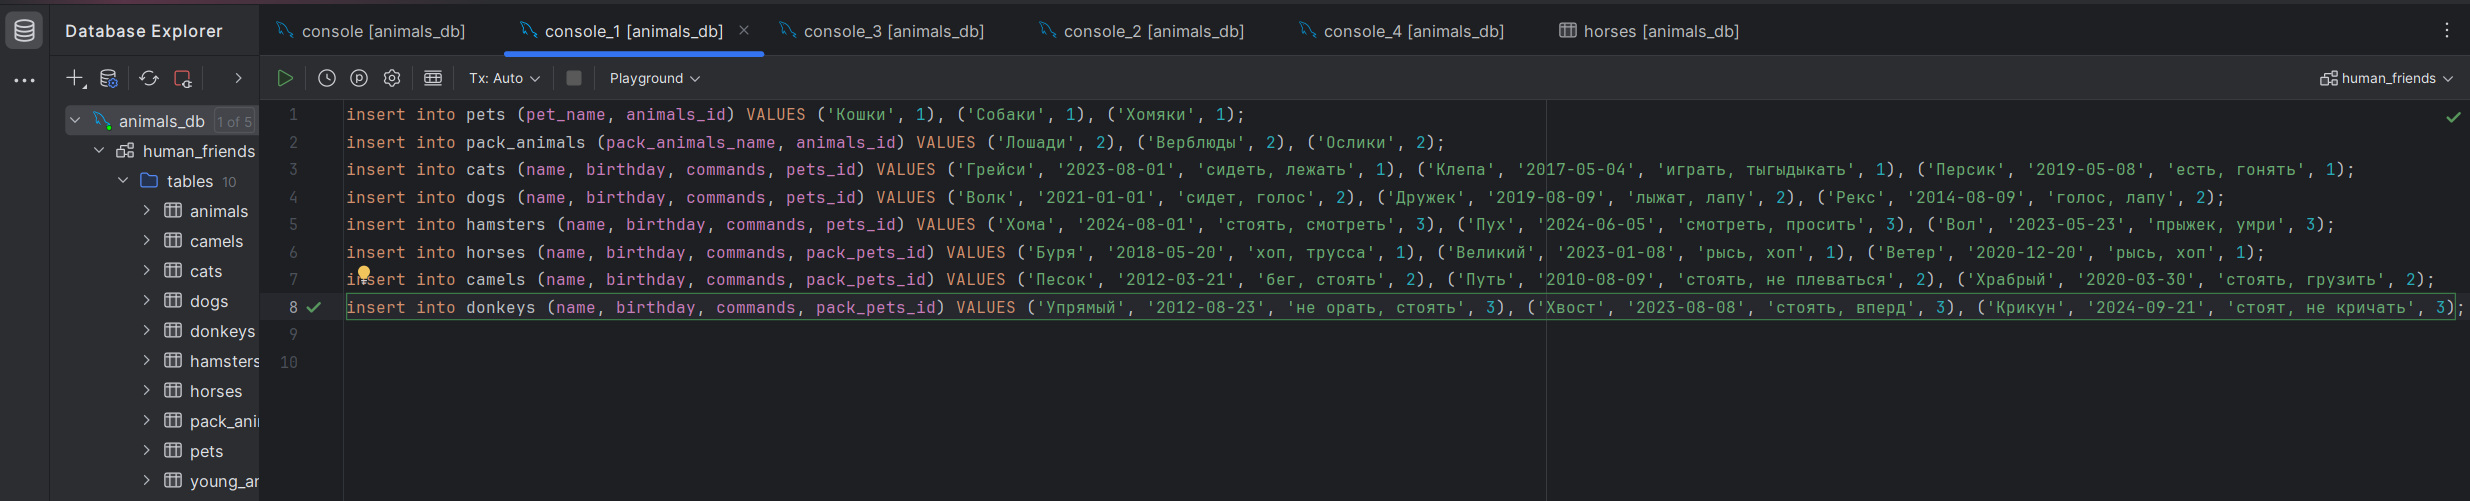 Database Explorer
console [animals_db]
console_1 [animals_db]
console_3 [animals_db]
console_2 [animals_db]
console_4 [animals_db]
horses [animals_db]
Tx: Auto
Playground
human_friends
animals_db 1 of 5
human_friends
tables 10
animals
camels
cats
dogs
donkeys
hamsters
horses
pack_ani
pets
young_an
1 insert into pets (pet_name, animals_id) VALUES ('Кошки', 1), ('Собаки', 1), ('Хомяки', 1);
2 insert into pack_animals (pack_animals_name, animals_id) VALUES ('Лошади', 2), ('Верблюды', 2), ('Ослики', 2);
3 insert into cats (name, birthday, commands, pets_id) VALUES ('Грейси', '2023-08-01', 'сидеть, лежать', 1), ('Клепа', '2017-05-04', 'играть, тыгыдыкать', 1), ('Персик', '2019-05-08', 'есть, гонять', 1);
4 insert into dogs (name, birthday, commands, pets_id) VALUES ('Волк', '2021-01-01', 'сидет, голос', 2), ('Дружек', '2019-08-09', 'лыжат, лапу', 2), ('Рекс', '2014-08-09', 'голос, лапу', 2);
5 insert into hamsters (name, birthday, commands, pets_id) VALUES ('Хома', '2024-08-01', 'стоять, смотреть', 3), ('Пух', '2024-06-05', 'смотреть, просить', 3), ('Вол', '2023-05-23', 'прыжек, умри', 3);
6 insert into horses (name, birthday, commands, pack_pets_id) VALUES ('Буря', '2018-05-20', 'хоп, трусса', 1), ('Великий', '2023-01-08', 'рысь, хоп', 1), ('Ветер', '2020-12-20', 'рысь, хоп', 1);
7 insert into camels (name, birthday, commands, pack_pets_id) VALUES ('Песок', '2012-03-21', 'бег, стоять', 2), ('Путь', '2010-08-09', 'стоять, не плеваться', 2), ('Храбрый', '2020-03-30', 'стоять, грузить', 2);
8 insert into donkeys (name, birthday, commands, pack_pets_id) VALUES ('Упрямый', '2012-08-23', 'не орать, стоять', 3), ('Хвост', '2023-08-08', 'стоять, вперд', 3), ('Крикун', '2024-09-21', 'стоят, не кричать', 3);
9
10